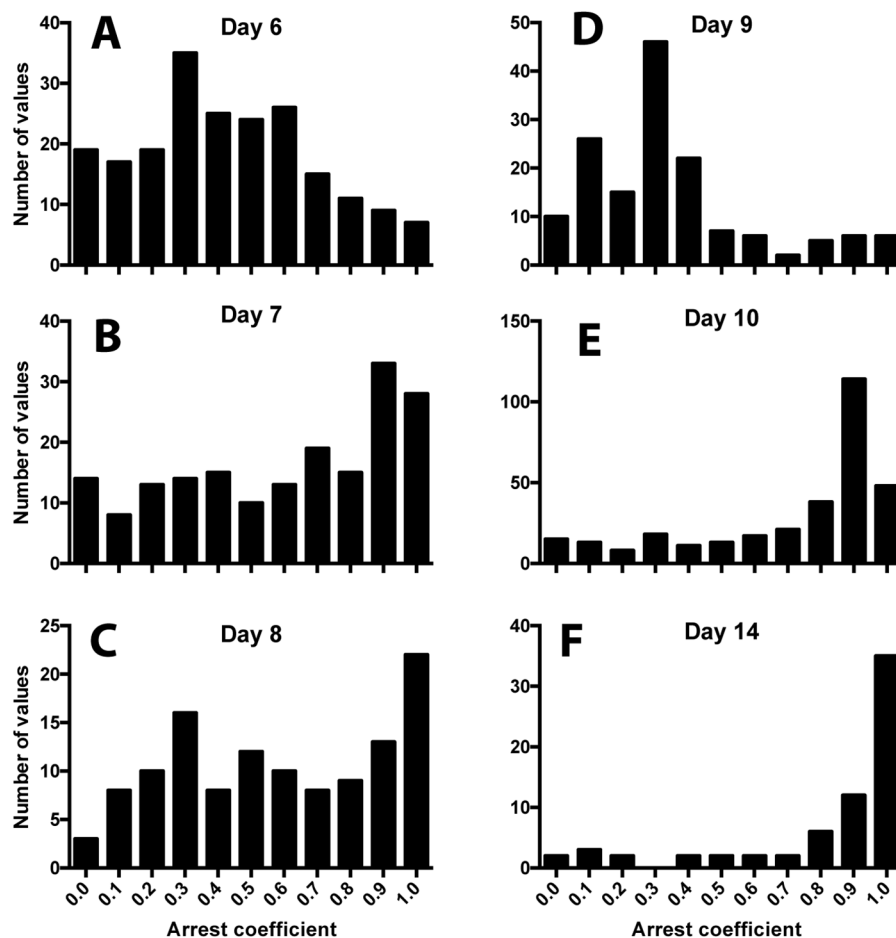 A
Day 6
Number of values
40
30
20
10
0
D
Day 9
50
40
30
20
10
0
B
Day 7
Number of values
40
30
20
10
0
E
Day 10
150
100
50
0
C
Day 8
Number of values
25
20
15
10
5
0
0.0 0.1 0.2 0.3 0.4 0.5 0.6 0.7 0.8 0.9 1.0
Arrest coefficient
F
Day 14
40
30
20
10
0
0.0 0.1 0.2 0.3 0.4 0.5 0.6 0.7 0.8 0.9 1.0
Arrest coefficient